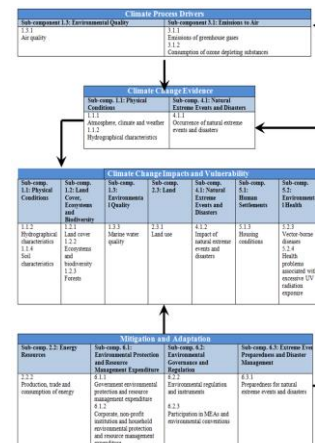 Climate Process Drivers
Sub-component 1.3: Environmental Quality
1.3.1
Air quality
Sub-component 3.1: Emissions to Air
3.1.1
Emissions of greenhouse gases
3.1.2
Consumption of ozone depleting substances
Climate Change Evidence
Sub-comp. 1.1: Physical
Conditions
1.1.1
Atmosphere, climate and weather
1.1.2
Hydrographical characteristics
Sub-comp. 4.1: Natural
Extreme Events and Disasters
4.1.1
Occurrence of natural extreme
events and disasters
Climate Change Impacts and Vulnerability
Sub-comp.
1.1: Physical
Conditions
1.1.2
Hydrographical
characteristics
1.1.4
Soil
characteristics
Sub-comp.
1.2: Land
Cover,
Ecosystems
and
Biodiversity
1.2.1
Land cover
1.2.2
Ecosystems
and
biodiversity
1.2.3
Forests
Sub-comp.
1.3:
Environmenta
l Quality
1.3.3
Marine water
quality
Sub-comp.
2.3: Land
2.3.1
Land use
Sub-comp.
4.1: Natural
Extreme
Events and
Disasters
4.1.2
Impact of
natural extreme
events and
disasters
Sub-comp.
5.1:
Human
Settlements
5.1.3
Housing
conditions
Sub-comp.
5.2:
Environmenta
l Health
5.2.3
Vector-borne
diseases
5.2.4
Health
problems
associated with
excessive UV
radiation
exposure
Mitigation and Adaptation
Sub-comp. 2.2: Energy
Resources
2.2.2
Production, trade and
consumption of energy
Sub-comp. 6.1:
Environmental Protection
and Resource
Management Expenditure
6.1.1
Government environmental
protection and resource
management expenditure
6.1.2
Corporate, non-profit
institution and household
environmental protection
and resource management
expenditure
Sub-comp. 6.2:
Environmental
Governance and
Regulation
6.2.2
Environmental regulation
and instruments
6.2.3
Participation in MEAs and
environmental conventions
Sub-comp. 6.3: Extreme Event
Preparedness and Disaster
Management
6.3.1
Preparedness for natural
extreme events and disasters